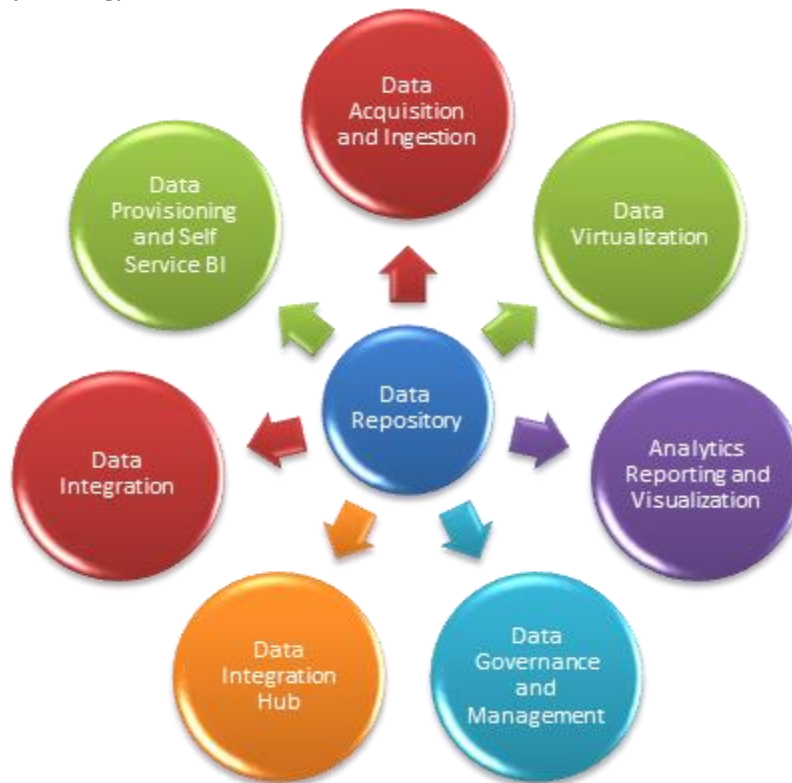 Data
Acquisition
and Ingestion
Data
Provisioning
and Self
Service BI
Data
Virtualization
Data
Repository
Data
Integration
Analytics
Reporting and
Visualization
Data
Integration
Hub
Data
Governance
and
Management